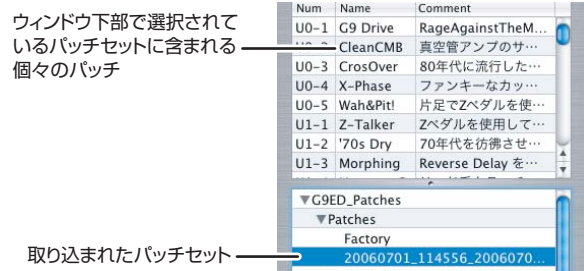 ウィンドウ下部で選択されて
いるパッチセットに含まれる
個々のパッチ
Num Name Comment
U0-1 G9 Drive RageAgainstTheM...
CleanCMB 真空管アンプのサ…
U0-3 CrosOver 80年代に流行した…
U0-4 X-Phase ファンキーなカッ…
U0-5 Wah&Pit! 片足でZペダルを使…
U1-1 Z-Talker Zペダルを使用して…
U1-2 '70s Dry 70年代を彷彿させ…
U1-3 Morphing Reverse Delay を…
▼G9ED_Patches
▼Patches
Factory
取り込まれたパッチセット
20060701_114556_2006070...